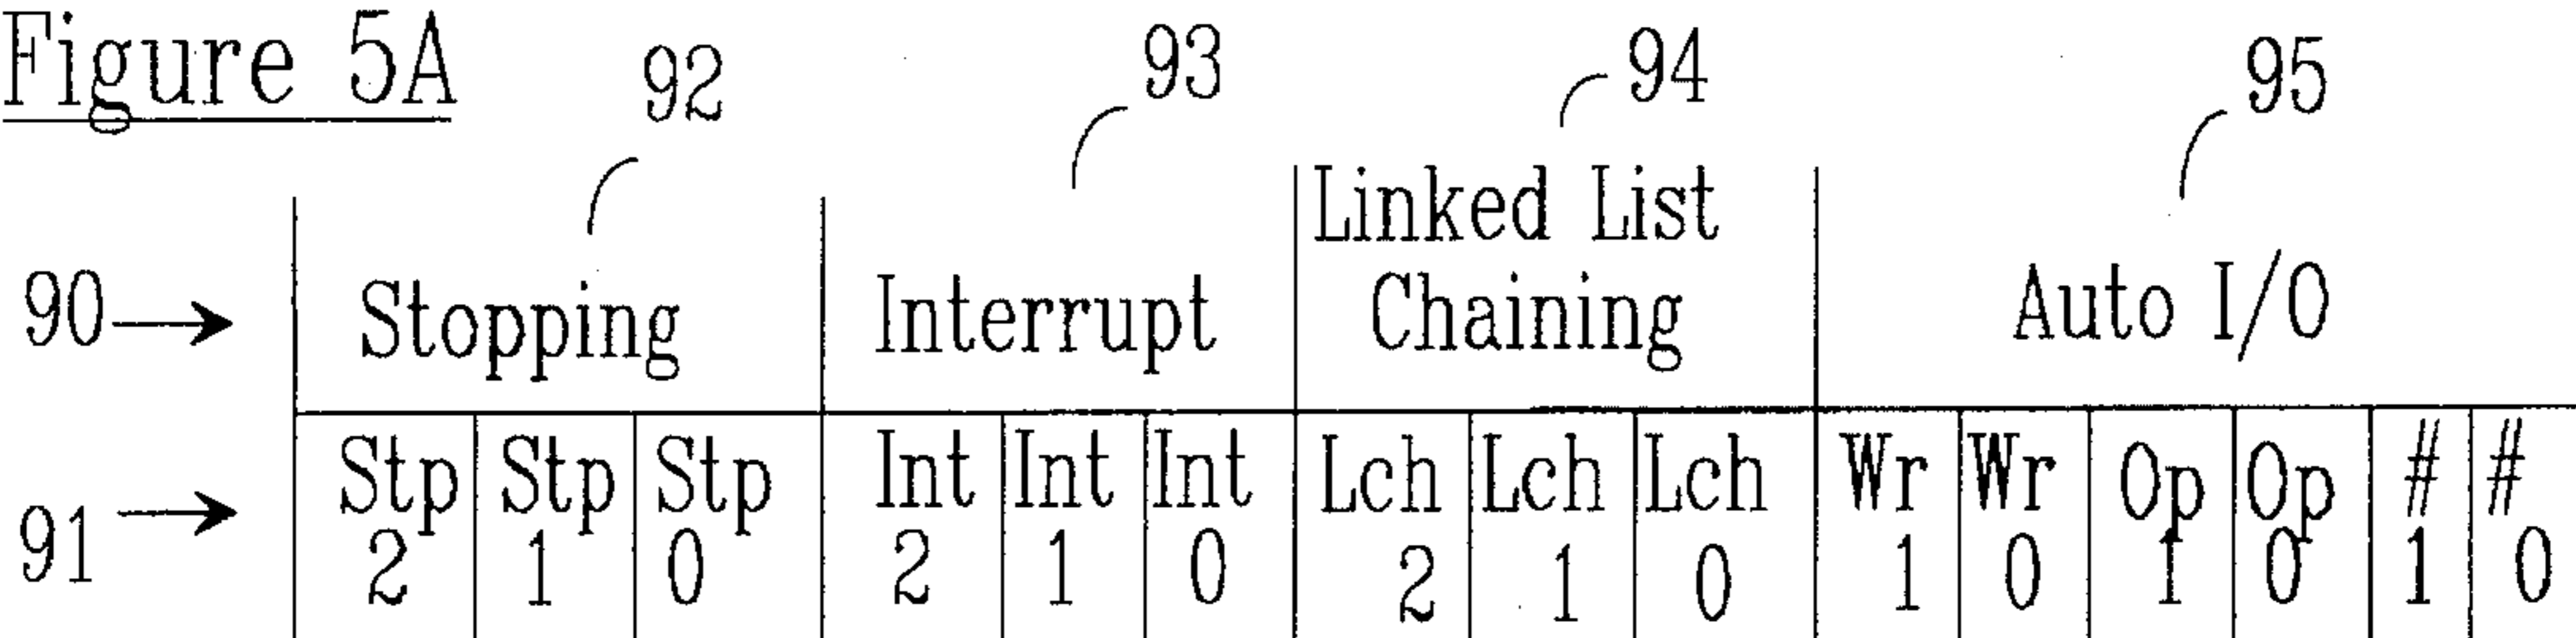 Figure 5A
92 93 94 95
Linked List
90 Stopping Interrupt Chaining Auto I/O
Stp Stp Stp Int Int Int Lch Lch Lch Wr Wr Op Op # #
91 2 1 0 2 1 0 2 1 0 1 0 1 0 1 0